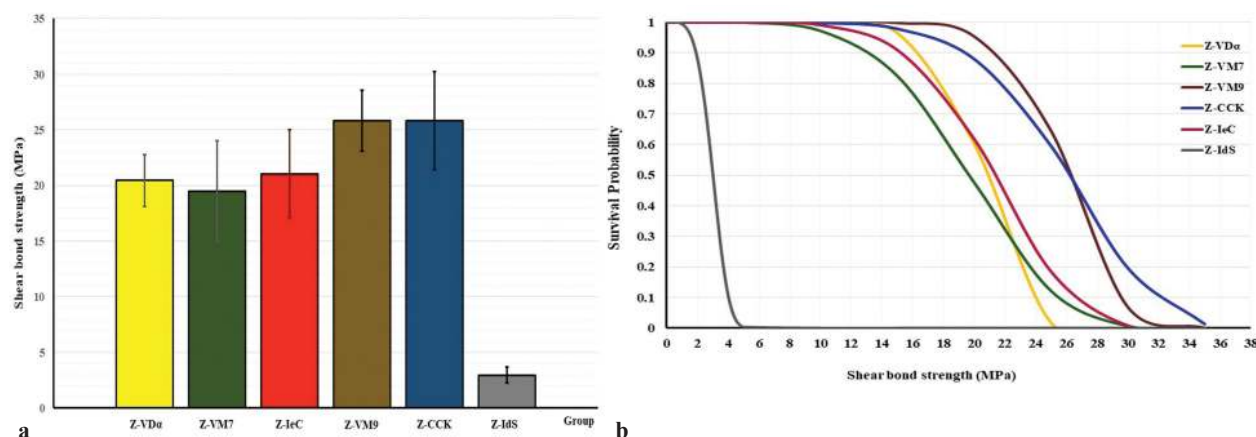 35
30
25
20
15
10
5
0
Shear bond strength (MPa)
Z-VDα
Z-VM7
Z-IeC
Z-VM9
Z-CCK
Z-IdS
Group
a
1
0.9
0.8
0.7
0.6
0.5
0.4
0.3
0.2
0.1
0
Survival Probability
Z-VDα
Z-VM7
Z-VM9
Z-CCK
Z-IeC
Z-IdS
0 2 4 6 8 10 12 14 16 18 20 22 24 26 28 30 32 34 36 38
Shear bond strength (MPa)
b